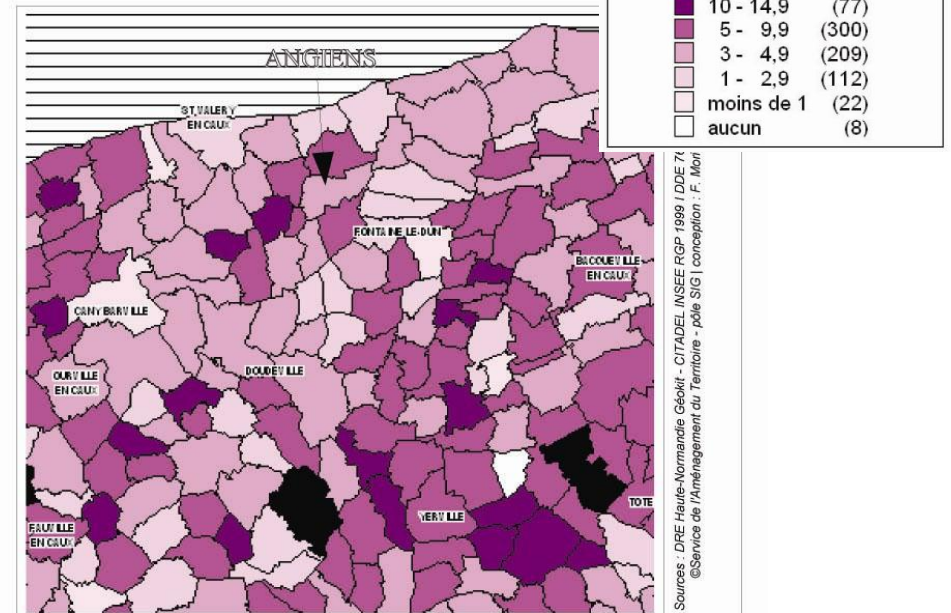 10 - 14,9 (77)
5 - 9,9 (300)
3 - 4,9 (209)
1 - 2,9 (112)
moins de 1 (22)
aucun (8)
ANGIENS
ST VALERY
EN CAUX
FONTAINE-LE-DUN
BACQUEVILLE
EN CAUX
CANY BARVILLE
OURVILLE
EN CAUX
DOUDEVILLE
YERVILLE
TOTE
FAUVILLE
EN CAUX
Sources : DRE Haute-Normandie Géokit - CITADEL INSEE RGP 1999 I DDE 76
©Service de l'Aménagement du Territoire - pôle SIG | conception : F. Mori